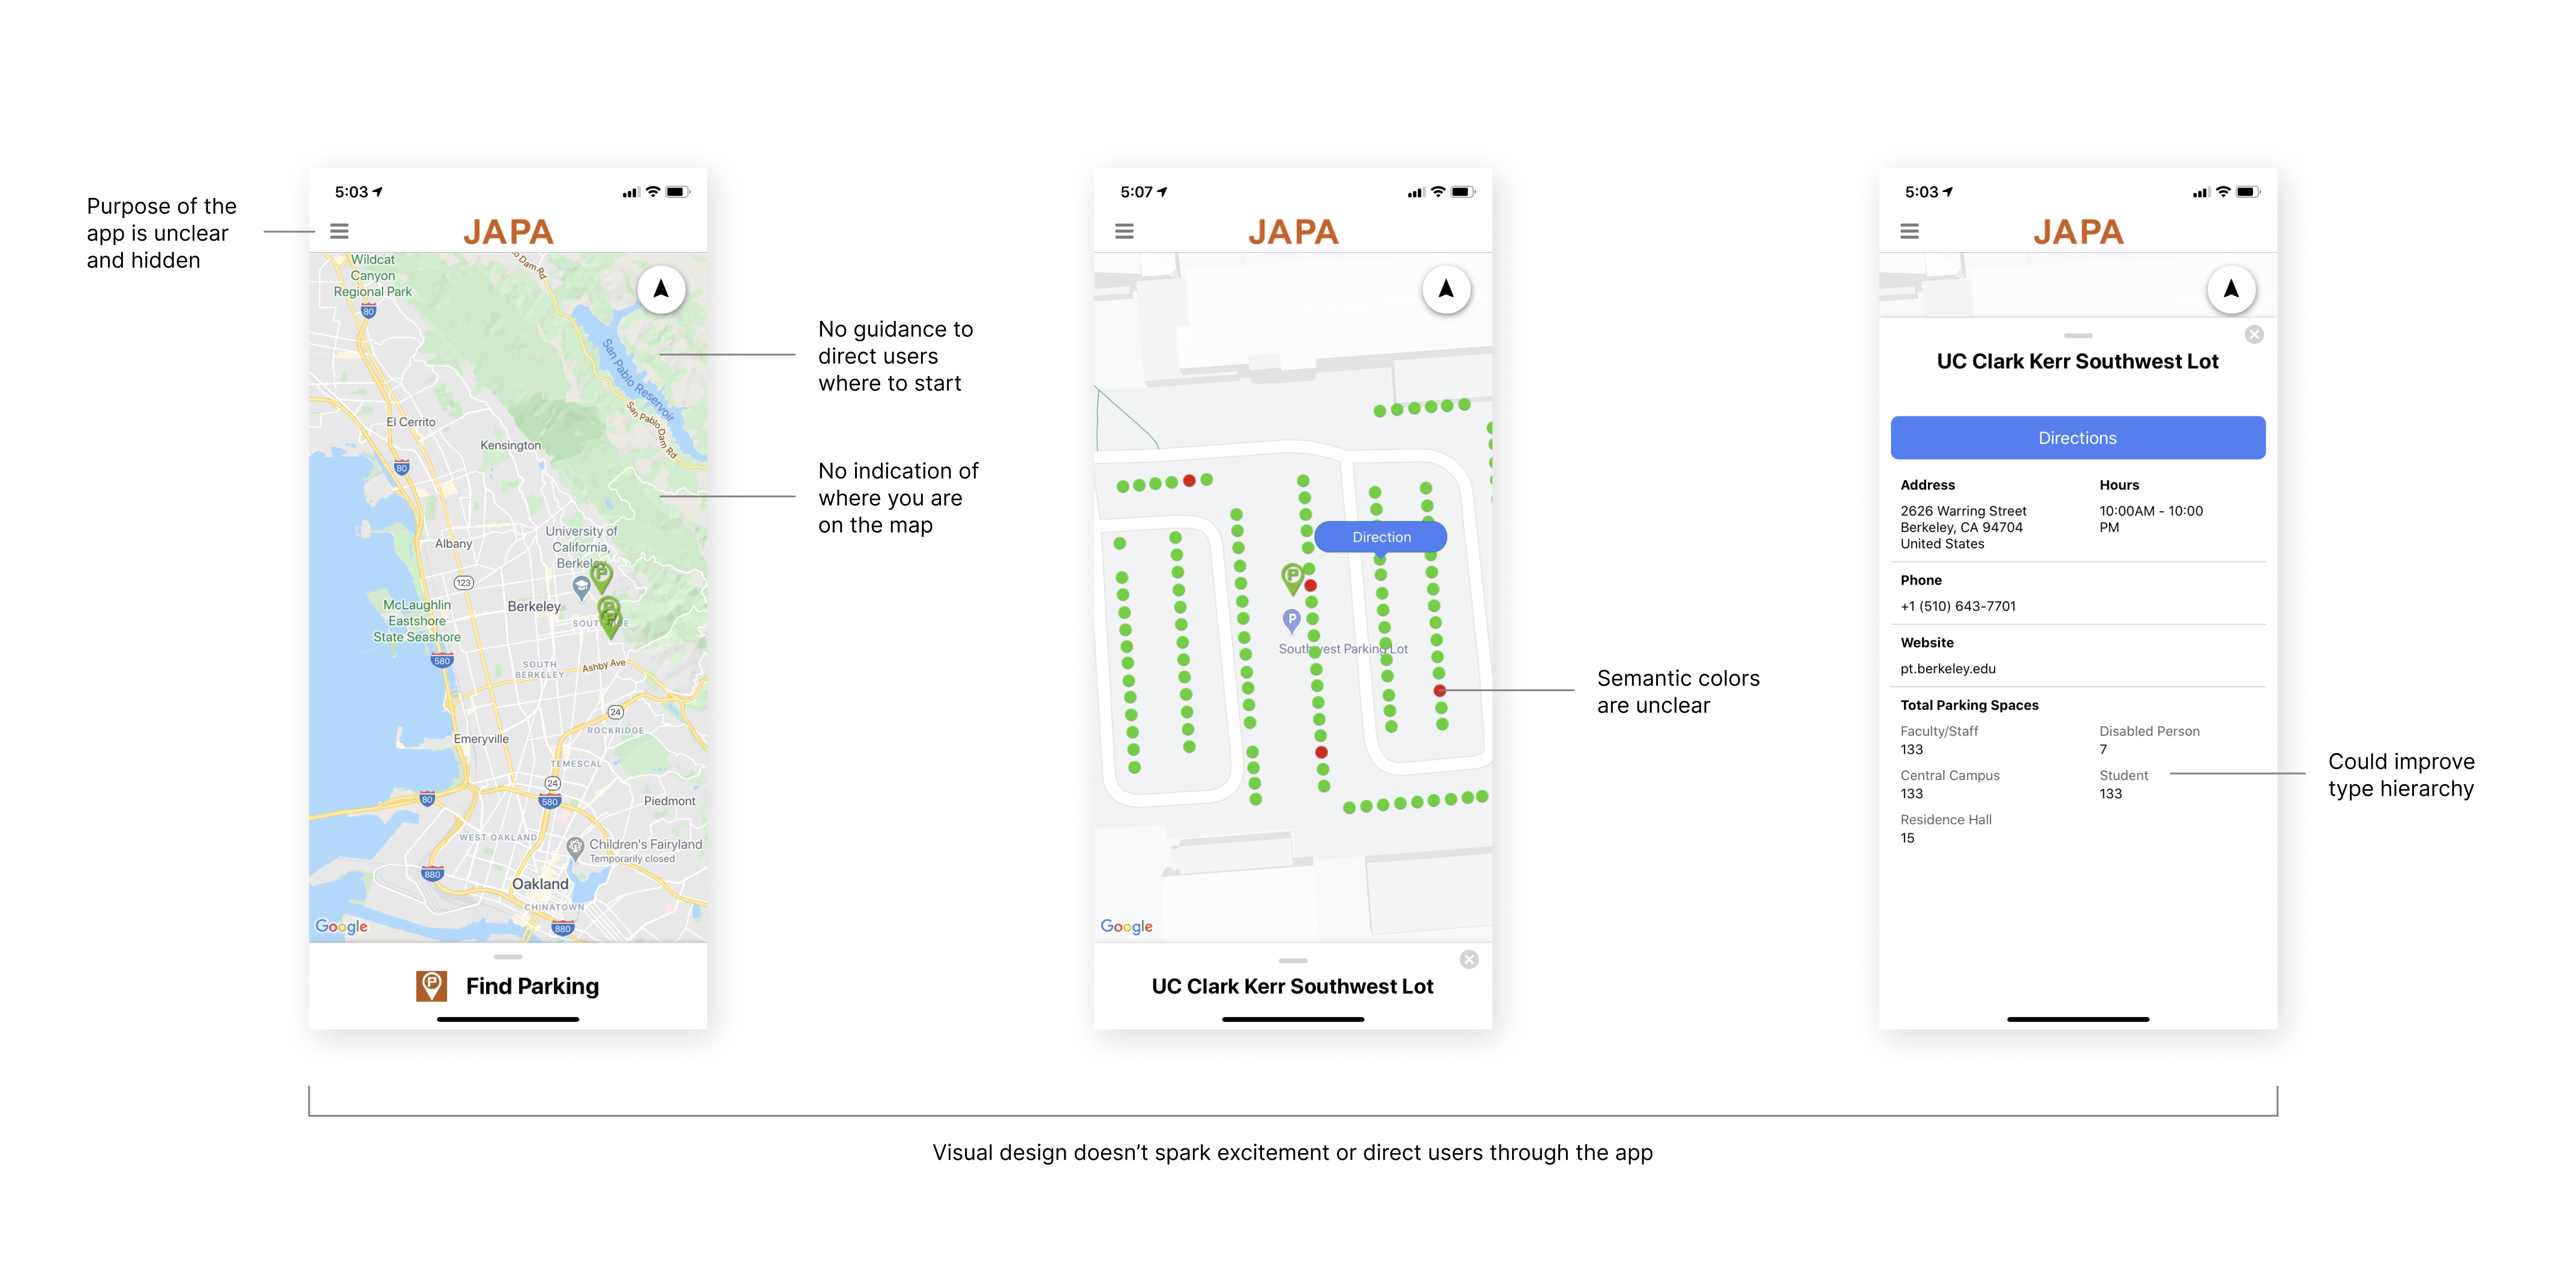 Purpose of the
app is unclear
and hidden
5:03
JAPA
Wildcat
Canyon
Regional Park
Dam Rd
80
San Pablo Reservoir
San Pablo Dam Rd
El Cerrito
Kensington
80
University of
California,
Berkeley
Albany
123
McLaughlin
Eastshore
State Seashore
Berkeley
P
P
P
580
SOUTH
BERKELEY
Ashby Ave
24
ROCKRIDGE
Emeryville
TEMESCAL
24
80
580
Piedmont
WEST OAKLAND
Children's Fairyland
Temporarily closed
880
Oakland
CHINATOWN
880
Google
P
Find Parking
No guidance to
direct users
where to start
No indication of
where you are
on the map
5:07
JAPA
Direction
P
P
Southwest Parking Lot
Google
UC Clark Kerr Southwest Lot
Semantic colors
are unclear
5:03
JAPA
UC Clark Kerr Southwest Lot
Directions
Address
2626 Warring Street
Berkeley, CA 94704
United States
Hours
10:00AM - 10:00
PM
Phone
+1 (510) 643-7701
Website
pt.berkeley.edu
Total Parking Spaces
Faculty/Staff
133
Disabled Person
7
Central Campus
133
Student
133
Residence Hall
15
Could improve
type hierarchy
Visual design doesn't spark excitement or direct users through the app